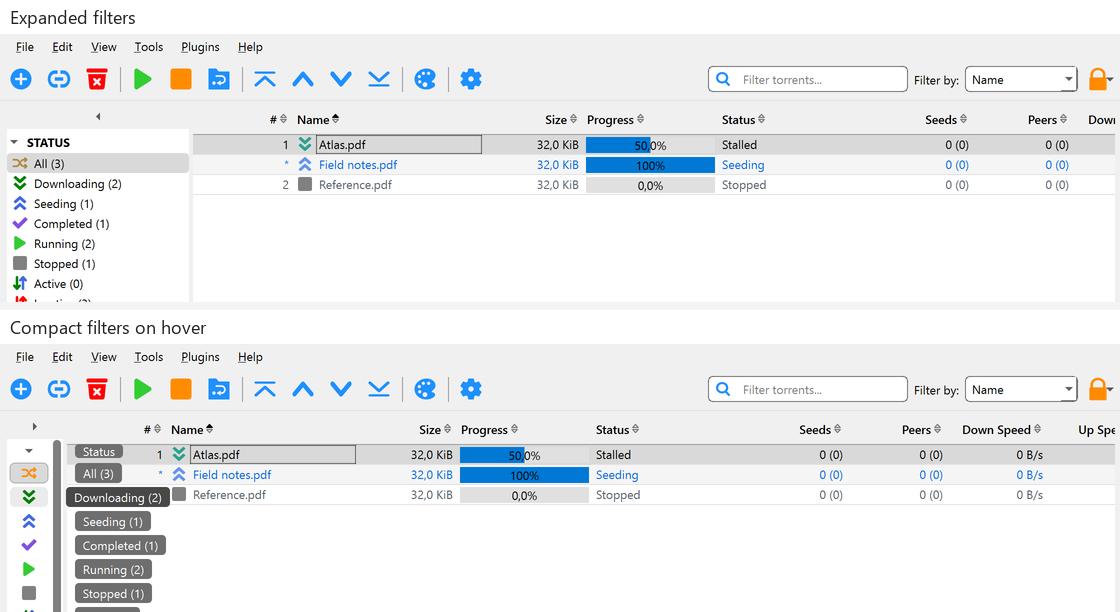 Expanded filters
File Edit View Tools Plugins Help
Filter torrents... Filter by: Name
# Name Size Progress Status Seeds Peers Down
STATUS
1 Atlas.pdf 32,0 KiB 50,0% Stalled 0 (0) 0 (0)
All (3)
* Field notes.pdf 32,0 KiB 100% Seeding 0 (0) 0 (0)
Downloading (2)
2 Reference.pdf 32,0 KiB 0,0% Stopped 0 (0) 0 (0)
Seeding (1)
Completed (1)
Running (2)
Stopped (1)
Active (0)
Compact filters on hover
File Edit View Tools Plugins Help
Filter torrents... Filter by: Name
# Name Size Progress Status Seeds Peers Down Speed Up Spe
Status
1 Atlas.pdf 32,0 KiB 50,0% Stalled 0 (0) 0 (0) 0 B/s
All (3)
* Field notes.pdf 32,0 KiB 100% Seeding 0 (0) 0 (0) 0 B/s
Downloading (2)
Reference.pdf 32,0 KiB 0,0% Stopped 0 (0) 0 (0) 0 B/s
Seeding (1)
Completed (1)
Running (2)
Stopped (1)